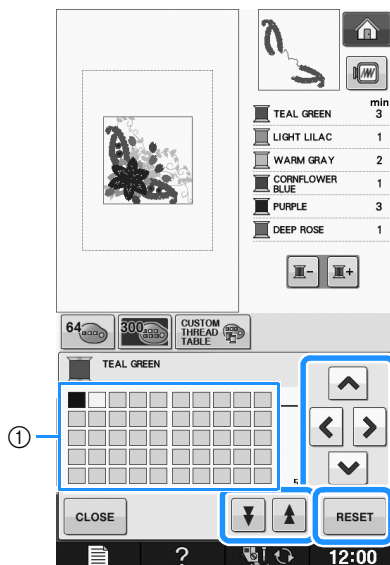 min
TEAL GREEN 3
LIGHT LILAC 1
WARM GRAY 2
CORNFLOWER
BLUE 1
PURPLE 3
DEEP ROSE 1
64
300
CUSTOM
THREAD
TABLE
TEAL GREEN
①
5
CLOSE
RESET
?
12:00